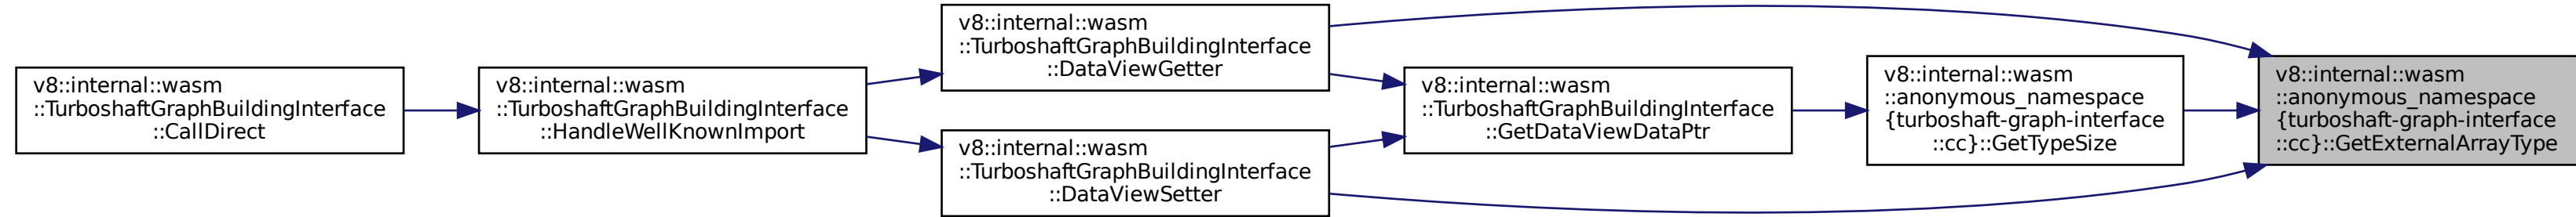 v8::internal::wasm
::TurboshaftGraphBuildingInterface
::CallDirect
v8::internal::wasm
::TurboshaftGraphBuildingInterface
::HandleWellKnownImport
v8::internal::wasm
::TurboshaftGraphBuildingInterface
::DataViewGetter
v8::internal::wasm
::TurboshaftGraphBuildingInterface
::DataViewSetter
v8::internal::wasm
::TurboshaftGraphBuildingInterface
::GetDataViewDataPtr
v8::internal::wasm
::anonymous_namespace
{turboshaft-graph-interface
::cc}::GetTypeSize
v8::internal::wasm
::anonymous_namespace
{turboshaft-graph-interface
::cc}::GetExternalArrayType